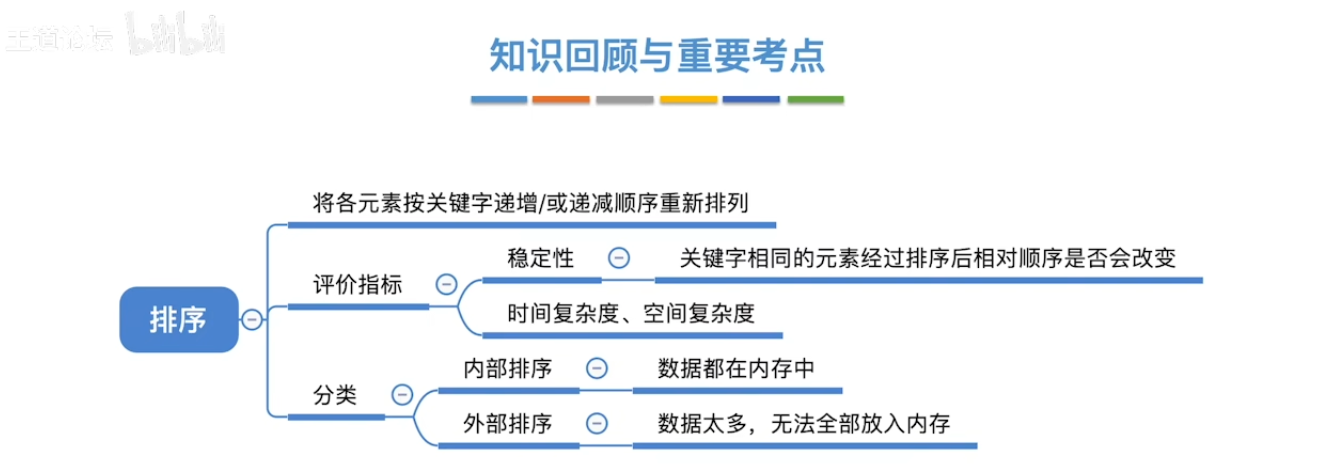 王道论坛 bilibili
知识回顾与重要考点
将各元素按关键字递增/或递减顺序重新排列
稳定性
关键字相同的元素经过排序后相对顺序是否会改变
评价指标
时间复杂度、空间复杂度
排序
内部排序
数据都在内存中
分类
外部排序
数据太多，无法全部放入内存